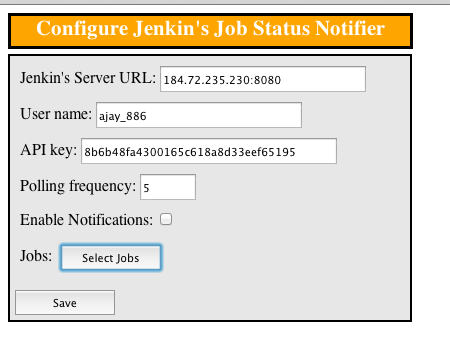 Configure Jenkin's Job Status Notifier
Jenkin's Server URL: 184.72.235.230:8080
User name: ajay_886
API key: 8b6b48fa4300165c618a8d33eef65195
Polling frequency: 5
Enable Notifications:
Jobs: Select Jobs
Save